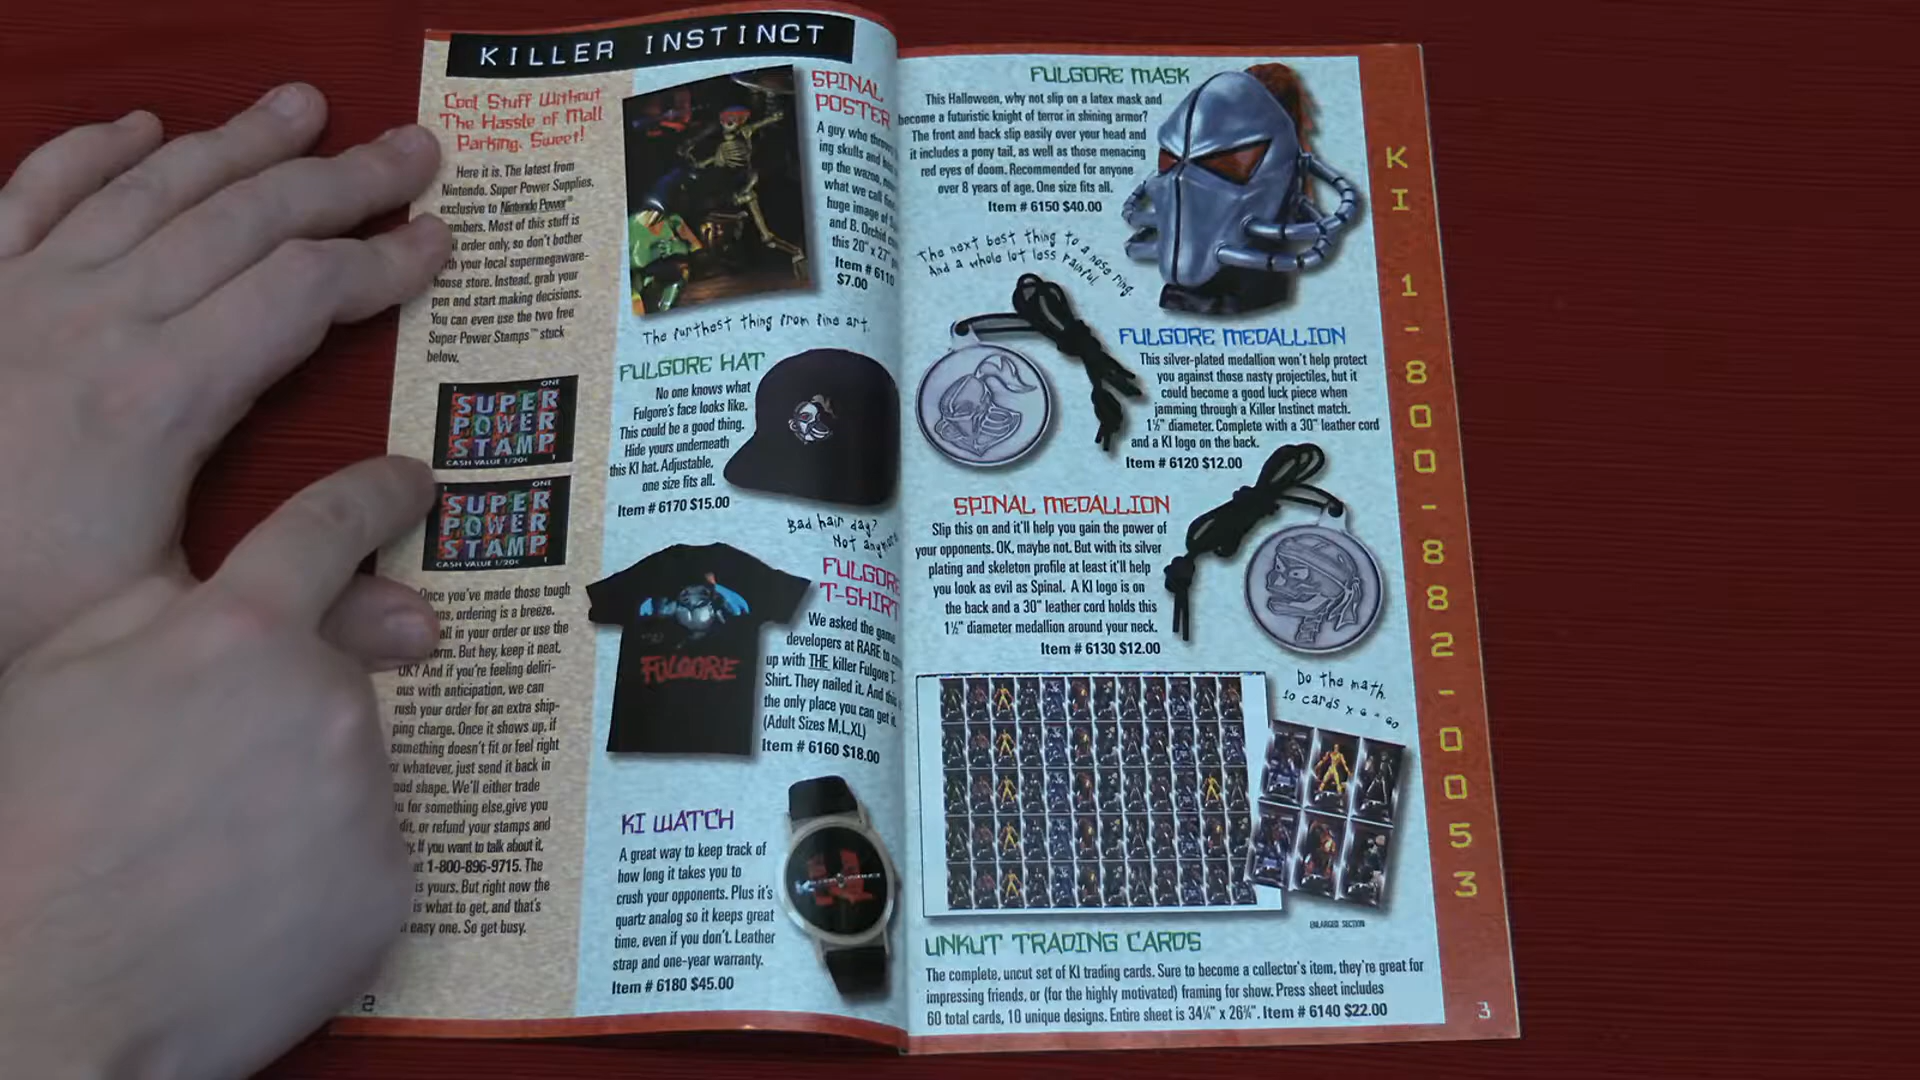 KILLER INSTINCT
Cool Stuff Without
The Hassle of Mall
Parking. Sweet!
Here it is. The latest from
Nintendo. Super Power Supplies,
exclusive to Nintendo Power®
embers. Most of this stuff is
il order only, so don't bother
th your local supermegaware-
house store. Instead, grab your
pen and start making decisions.
You can even use the two free
Super Power Stamps™ stuck
below.
1 ONE
SUPER
POWER
STAMP
CASH VALUE 1/20¢ 1
1 ONE
SUPER
POWER
STAMP
CASH VALUE 1/20¢ 1
Once you've made those tough
ns, ordering is a breeze.
all in your order or use the
orm. But hey, keep it neat,
OK? And if you're feeling deliri-
ous with anticipation, we can
rush your order for an extra ship-
ping charge. Once it shows up, if
something doesn't fit or feel right
or whatever, just send it back in
shape. We'll either trade
for something else,give you
dit, or refund your stamps and
If you want to talk about it,
at 1-800-896-9715. The
is yours. But right now the
is what to get, and that's
easy one. So get busy.
2
SPINAL
POSTER
A guy who throws
ing skulls and
up the wazoo,
what we call
huge image of
and B. Orchid
this 20" x 27"
Item # 6110
$7.00
The furthest thing from fine art.
FULGORE HAT
No one knows what
Fulgore's face looks like.
This could be a good thing.
Hide yours underneath
this KI hat. Adjustable,
one size fits all.
Item # 6170 $15.00
Bad hair day?
Not anymore
FULGORE
T-SHIRT
We asked the game
developers at RARE to
up with THE killer Fulgore T-
Shirt. They nailed it. And this
the only place you can get it.
(Adult Sizes M,L,XL)
Item # 6160 $18.00
FULGORE
KI WATCH
A great way to keep track of
how long it takes you to
crush your opponents. Plus it's
quartz analog so it keeps great
time, even if you don't. Leather
strap and one-year warranty.
Item # 6180 $45.00
FULGORE MASK
This Halloween, why not slip on a latex mask and
become a futuristic knight of terror in shining armor?
The front and back slip easily over your head and
it includes a pony tail, as well as those menacing
red eyes of doom. Recommended for anyone
over 8 years of age. One size fits all.
Item # 6150 $40.00
The next best thing to a nose ring.
And a whole lot less painful.
FULGORE MEDALLION
This silver-plated medallion won't help protect
you against those nasty projectiles, but it
could become a good luck piece when
jamming through a Killer Instinct match.
1½" diameter. Complete with a 30" leather cord
and a KI logo on the back.
Item # 6120 $12.00
SPINAL MEDALLION
Slip this on and it'll help you gain the power of
your opponents. OK, maybe not. But with its silver
plating and skeleton profile at least it'll help
you look as evil as Spinal. A KI logo is on
the back and a 30" leather cord holds this
1½" diameter medallion around your neck.
Item # 6130 $12.00
Do the math.
10 cards x 6 = 60
ENLARGED SECTION
UNKUT TRADING CARDS
The complete, uncut set of KI trading cards. Sure to become a collector's item, they're great for
impressing friends, or (for the highly motivated) framing for show. Press sheet includes
60 total cards, 10 unique designs. Entire sheet is 34¼" x 26¾". Item # 6140 $22.00
KI 1-800-882-0053
3